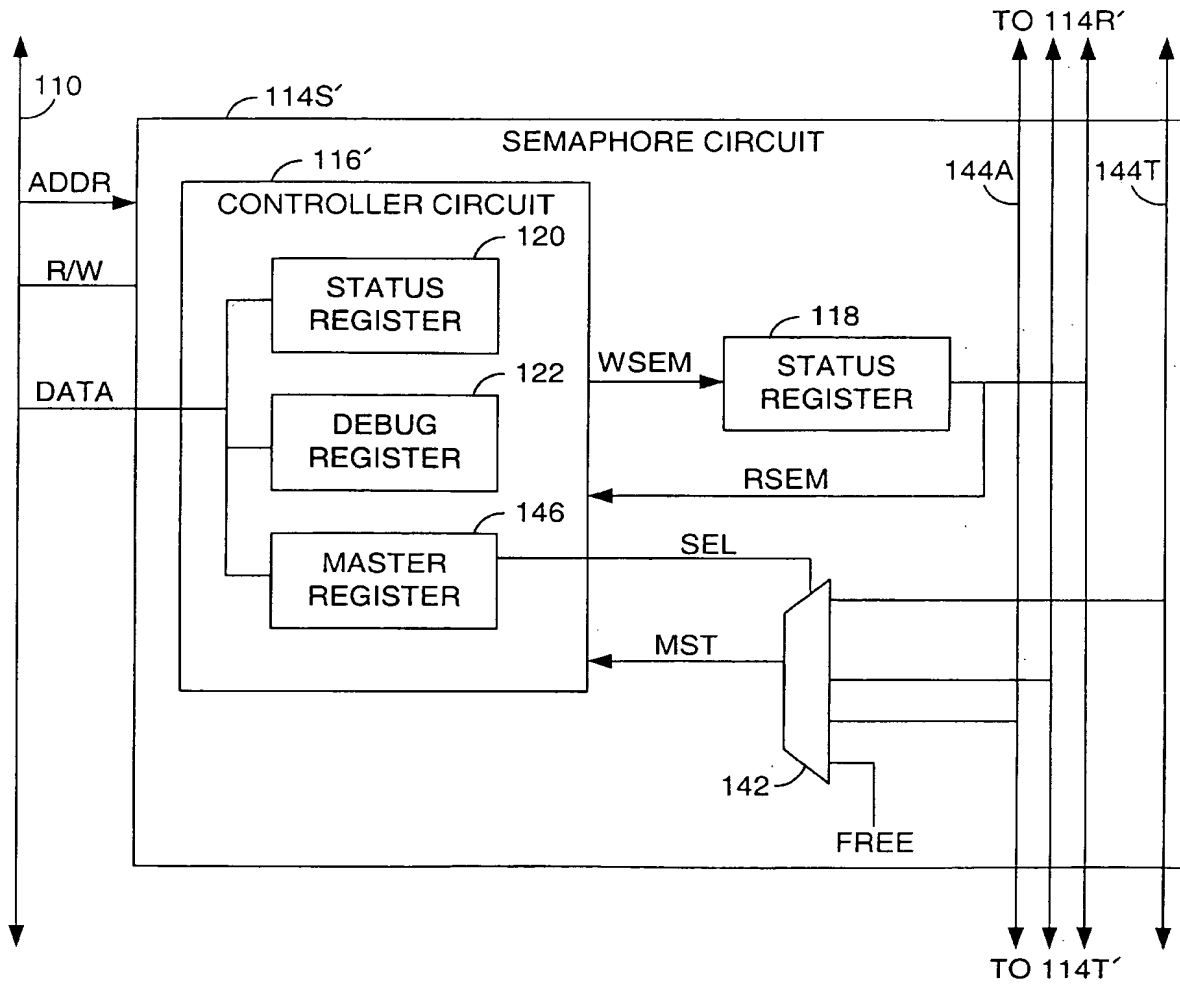 TO 114R′
110
114S′
SEMAPHORE CIRCUIT
116′
144A
144T
ADDR
CONTROLLER CIRCUIT
120
R/W
STATUS
REGISTER
118
WSEM
STATUS
REGISTER
122
DATA
DEBUG
REGISTER
RSEM
146
SEL
MASTER
REGISTER
MST
142
FREE
TO 114T′